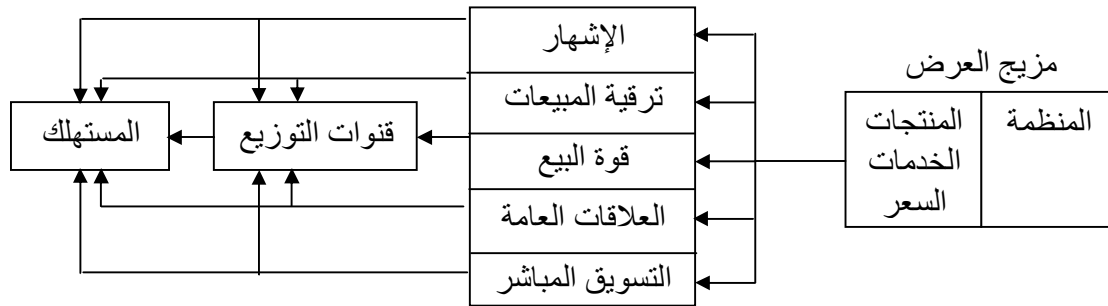 مزيج العرض
المنظمة
المنتجات
الخدمات
السعر
الإشهار
ترقية المبيعات
قوة البيع
العلاقات العامة
التسويق المباشر
قنوات التوزيع
المستهلك